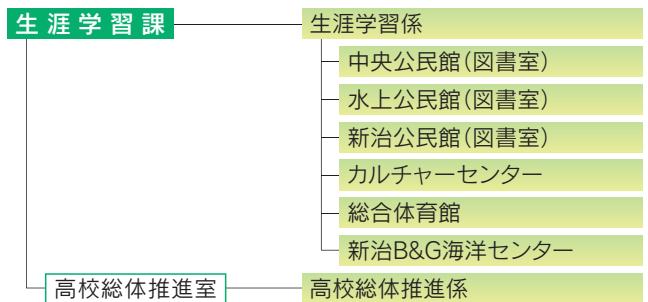 生涯学習課 生涯学習係
中央公民館(図書室)
水上公民館(図書室)
新治公民館(図書室)
カルチャーセンター
総合体育館
新治B&G海洋センター
高校総体推進室 高校総体推進係